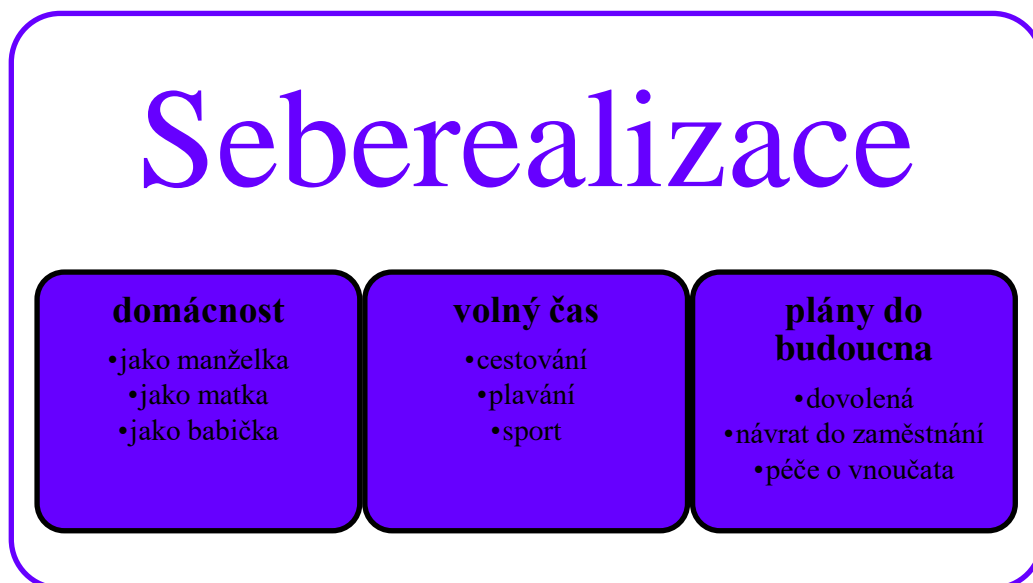 Seberealizace
domácnost
•jako manželka
•jako matka
•jako babička
volný čas
•cestování
•plavání
•sport
plány do
budoucna
•dovolená
•návrat do zaměstnání
•péče o vnoučata